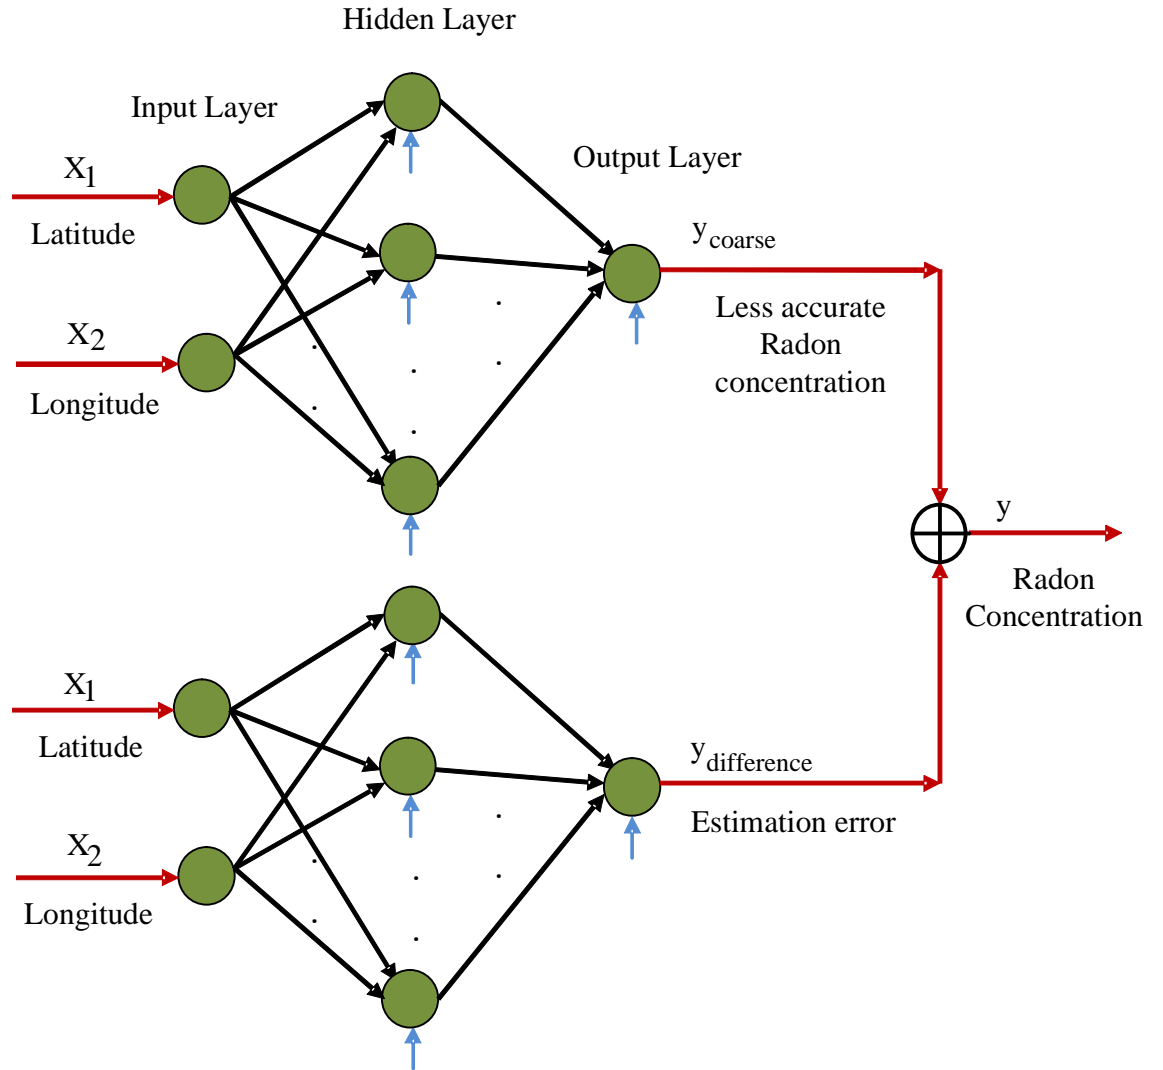 Hidden Layer
Input Layer
Output Layer
X1
Latitude
X2
Longitude
ycoarse
Less accurate
Radon
concentration
y
Radon
Concentration
X1
Latitude
X2
Longitude
ydifference
Estimation error